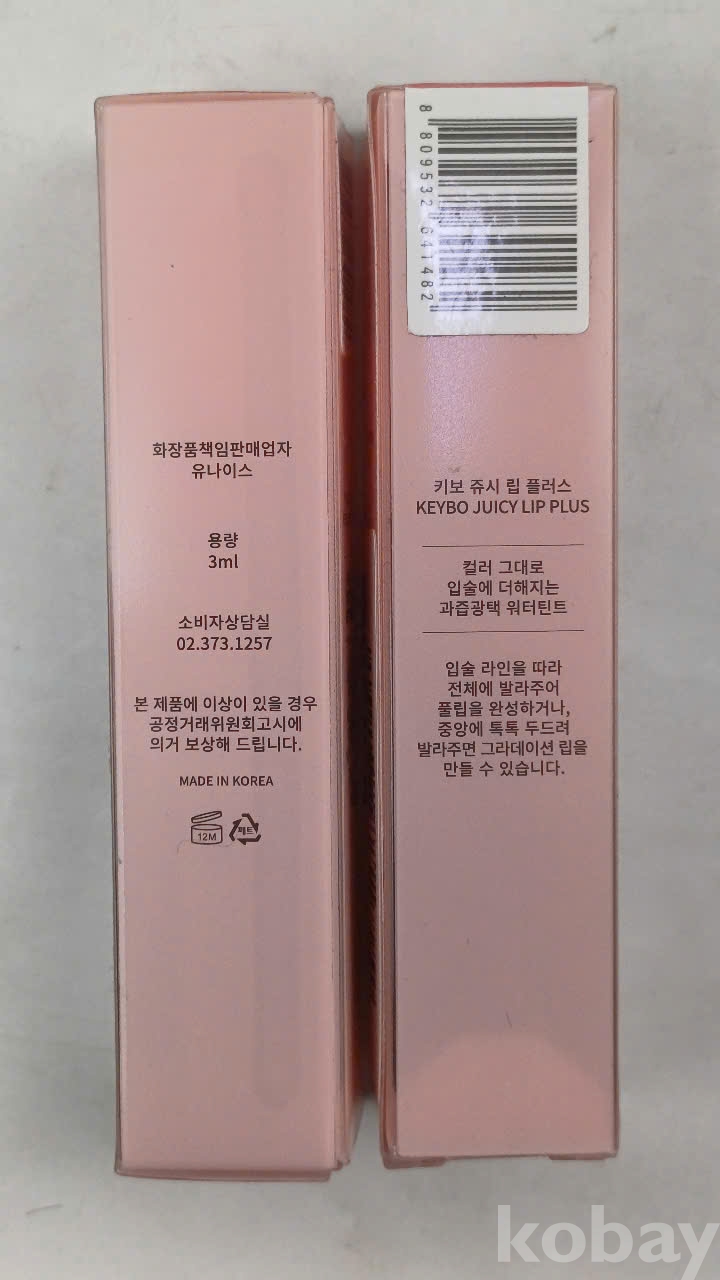 화장품책임판매업자
유나이스
용량
3ml
소비자상담실
02.373.1257
본 제품에 이상이 있을 경우
공정거래위원회고시에
의거 보상해 드립니다.
MADE IN KOREA
12M
페트
8 809532 641482
키보 쥬시 립 플러스
KEYBO JUICY LIP PLUS
컬러 그대로
입술에 더해지는
과즙광택 워터틴트
입술 라인을 따라
전체에 발라주어
풀립을 완성하거나,
중앙에 톡톡 두드려
발라주면 그라데이션 립을
만들 수 있습니다.
kobay